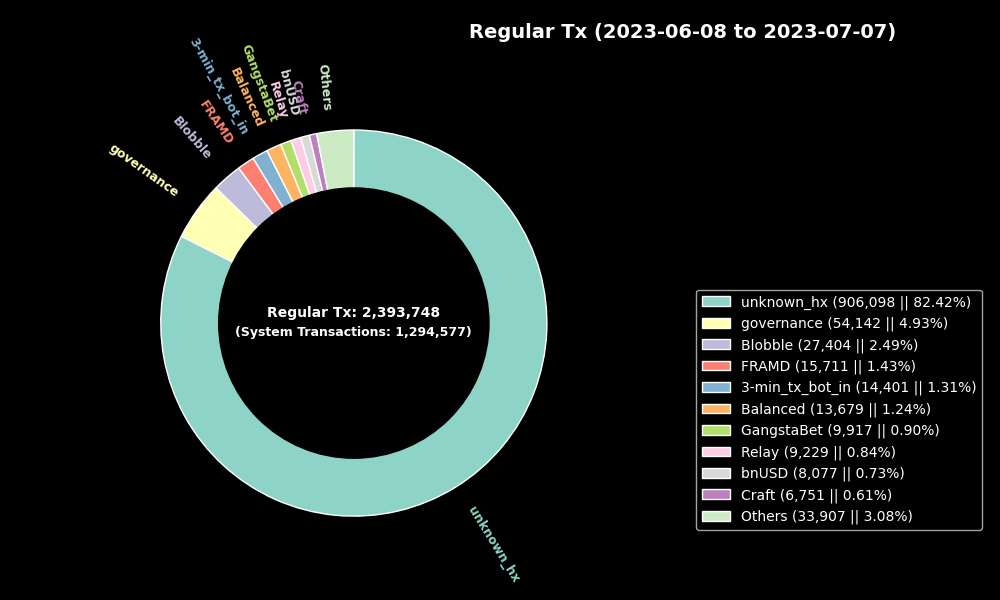 Regular Tx (2023-06-08 to 2023-07-07)
governance
Blobble
FRAMD
3-min_tx_bot_in
Balanced
GangstaBet
Relay
bnUSD
Craft
Others
Regular Tx: 2,393,748
(System Transactions: 1,294,577)
unknown_hx
unknown_hx (906,098 || 82.42%)
governance (54,142 || 4.93%)
Blobble (27,404 || 2.49%)
FRAMD (15,711 || 1.43%)
3-min_tx_bot_in (14,401 || 1.31%)
Balanced (13,679 || 1.24%)
GangstaBet (9,917 || 0.90%)
Relay (9,229 || 0.84%)
bnUSD (8,077 || 0.73%)
Craft (6,751 || 0.61%)
Others (33,907 || 3.08%)